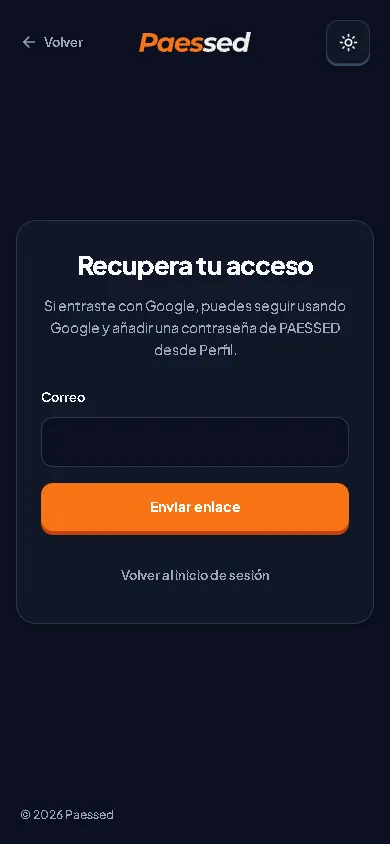 Volver
Paessed
Recupera tu acceso
Si entraste con Google, puedes seguir usando
Google y añadir una contraseña de PAESSED
desde Perfil.
Correo
Enviar enlace
Volver al inicio de sesión
© 2026 Paessed